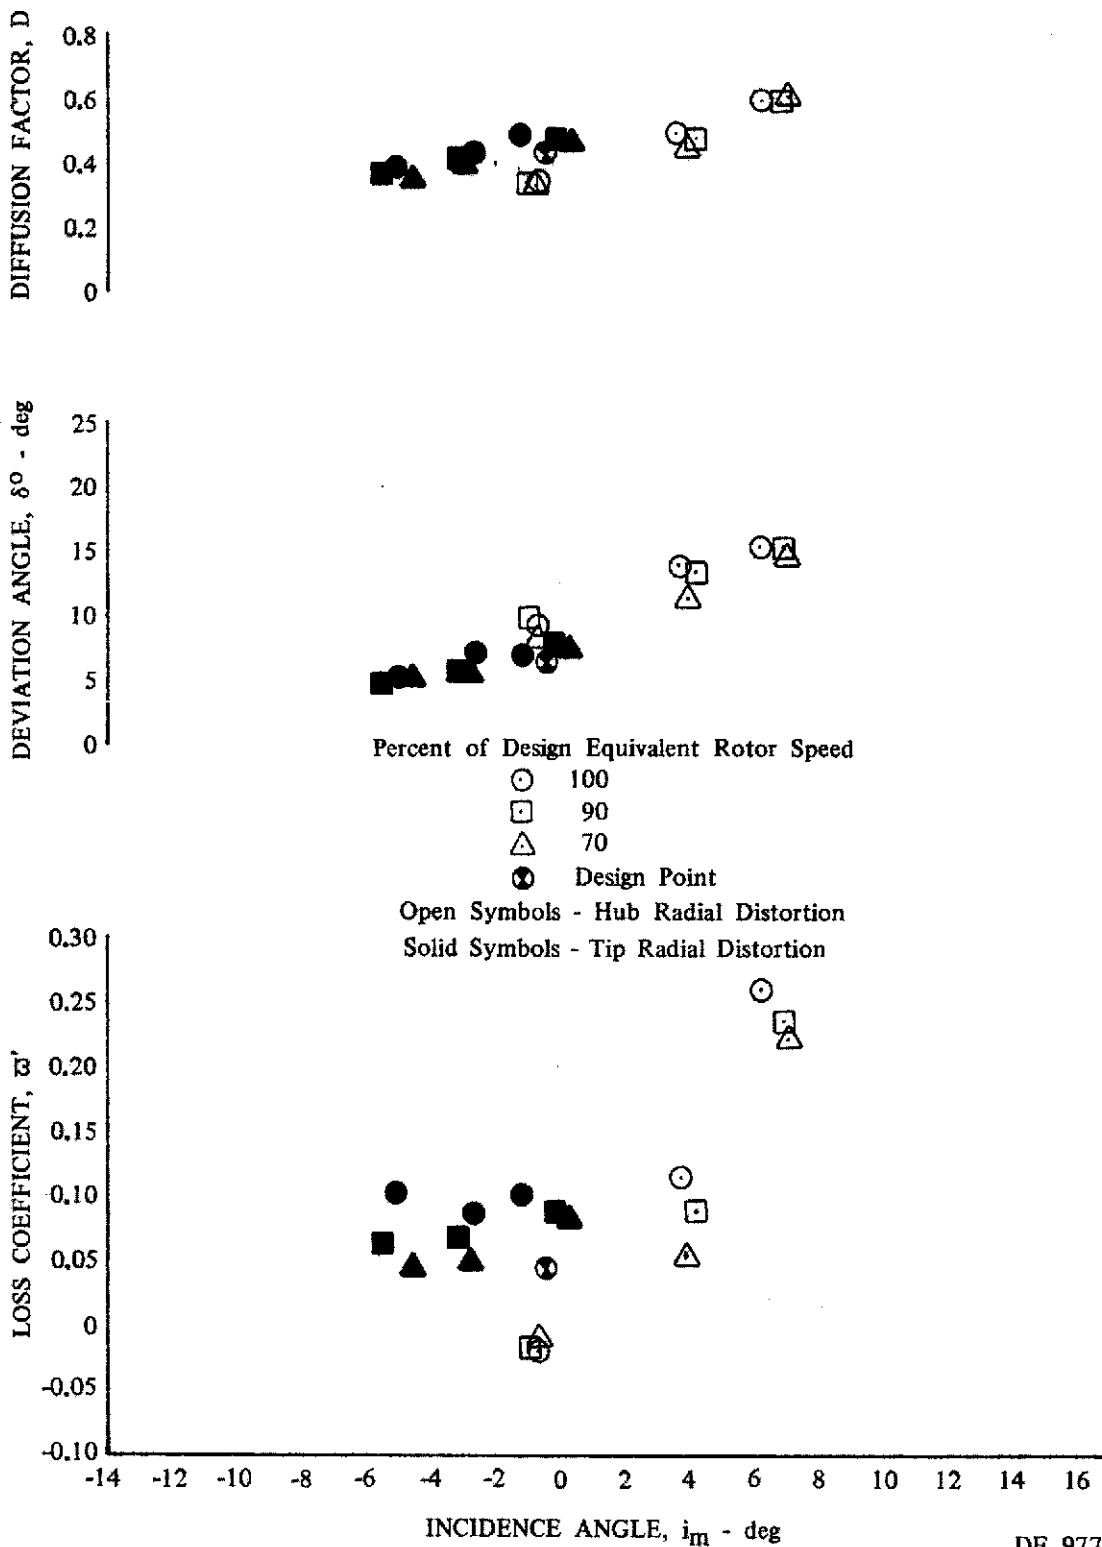 DIFFUSION FACTOR, D
0.8
0.6
0.4
0.2
0
DEVIATION ANGLE, δ° - deg
25
20
15
10
5
0
Percent of Design Equivalent Rotor Speed
100
90
70
Design Point
Open Symbols - Hub Radial Distortion
Solid Symbols - Tip Radial Distortion
LOSS COEFFICIENT, ϖ'
0.30
0.25
0.20
0.15
0.10
0.05
0
-0.05
-0.10
-14 -12 -10 -8 -6 -4 -2 0 2 4 6 8 10 12 14 16
INCIDENCE ANGLE, im - deg
DF 977